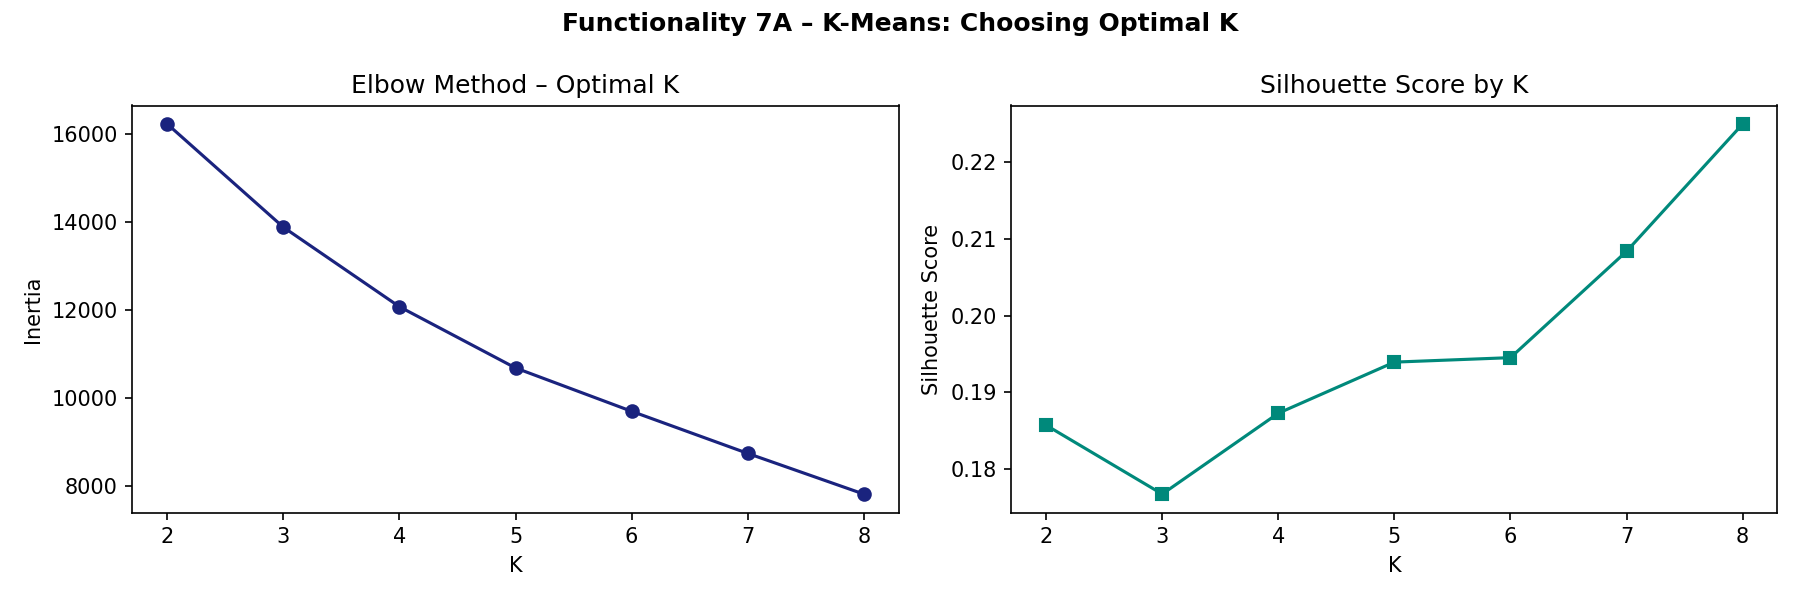 Functionality 7A – K-Means: Choosing Optimal K
Elbow Method – Optimal K
Inertia
16000
14000
12000
10000
8000
2 3 4 5 6 7 8
K
Silhouette Score by K
Silhouette Score
0.22
0.21
0.20
0.19
0.18
2 3 4 5 6 7 8
K